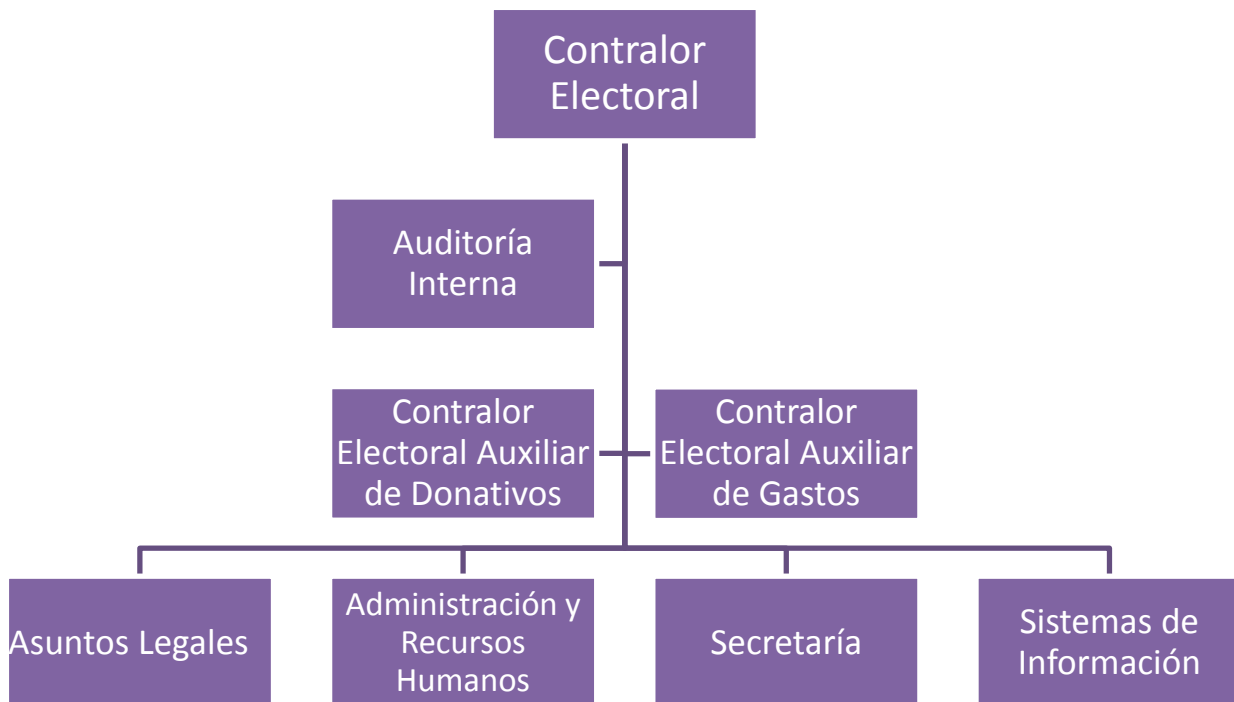 Contralor
Electoral
Auditoría
Interna
Contralor
Electoral Auxiliar
de Donativos
Contralor
Electoral Auxiliar
de Gastos
Asuntos Legales
Administración y
Recursos
Humanos
Secretaría
Sistemas de
Información